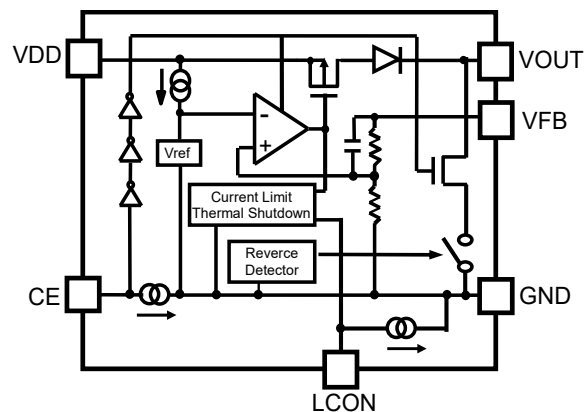 VDD
VOUT
VFB
-
+
Vref
Current Limit
Thermal Shutdown
Reverce
Detector
CE
GND
LCON